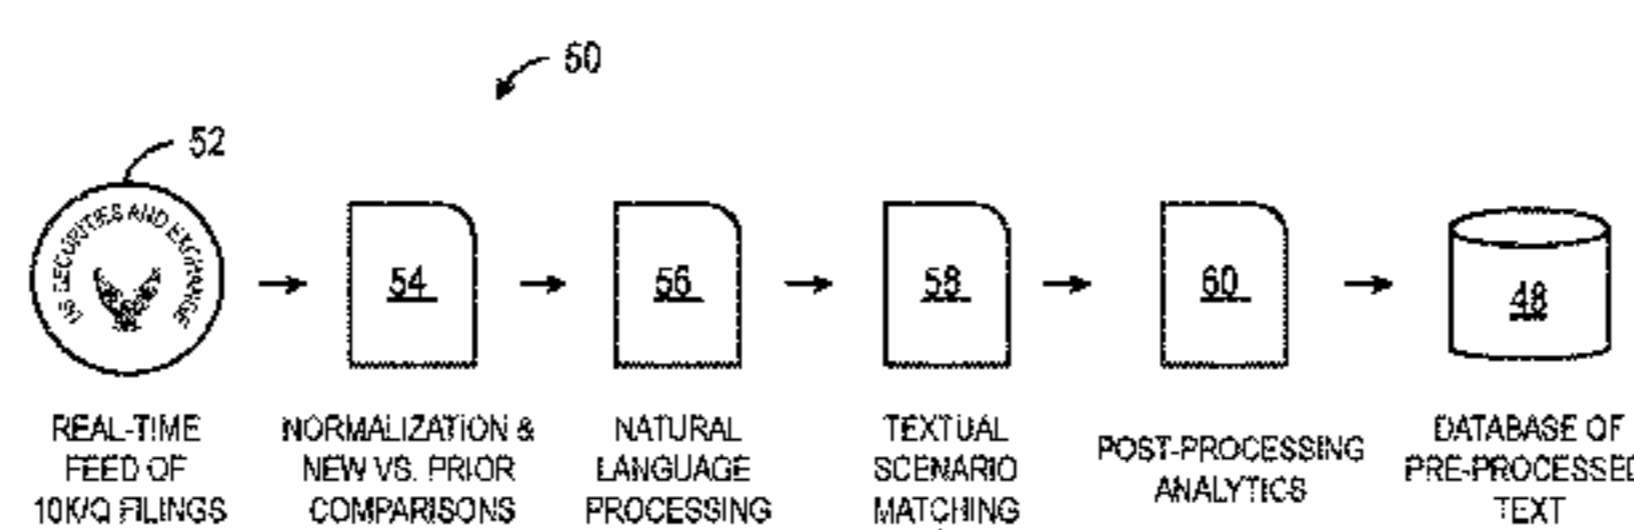 50
52
US SECURITIES AND EXCHANGE
54
56
58
60
48
REAL-TIME
FEED OF
10K/Q FILINGS
NORMALIZATION &
NEW VS. PRIOR
COMPARISONS
NATURAL
LANGUAGE
PROCESSING
TEXTUAL
SCENARIO
MATCHING
POST-PROCESSING
ANALYTICS
DATABASE OF
PRE-PROCESSED
TEXT